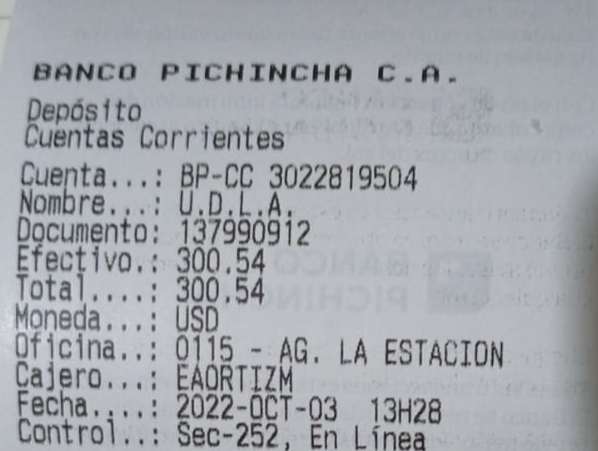 BANCO PICHINCHA C.A.
Depósito
Cuentas Corrientes
Cuenta...: BP-CC 3022819504
Nombre...: U.D.L.A.
Documento: 137990912
Efectivo.: 300.54
Total....: 300.54
Moneda...: USD
Oficina..: 0115 - AG. LA ESTACION
Cajero...: EAORTIZM
Fecha....: 2022-OCT-03 13H28
Control..: Sec-252, En Línea